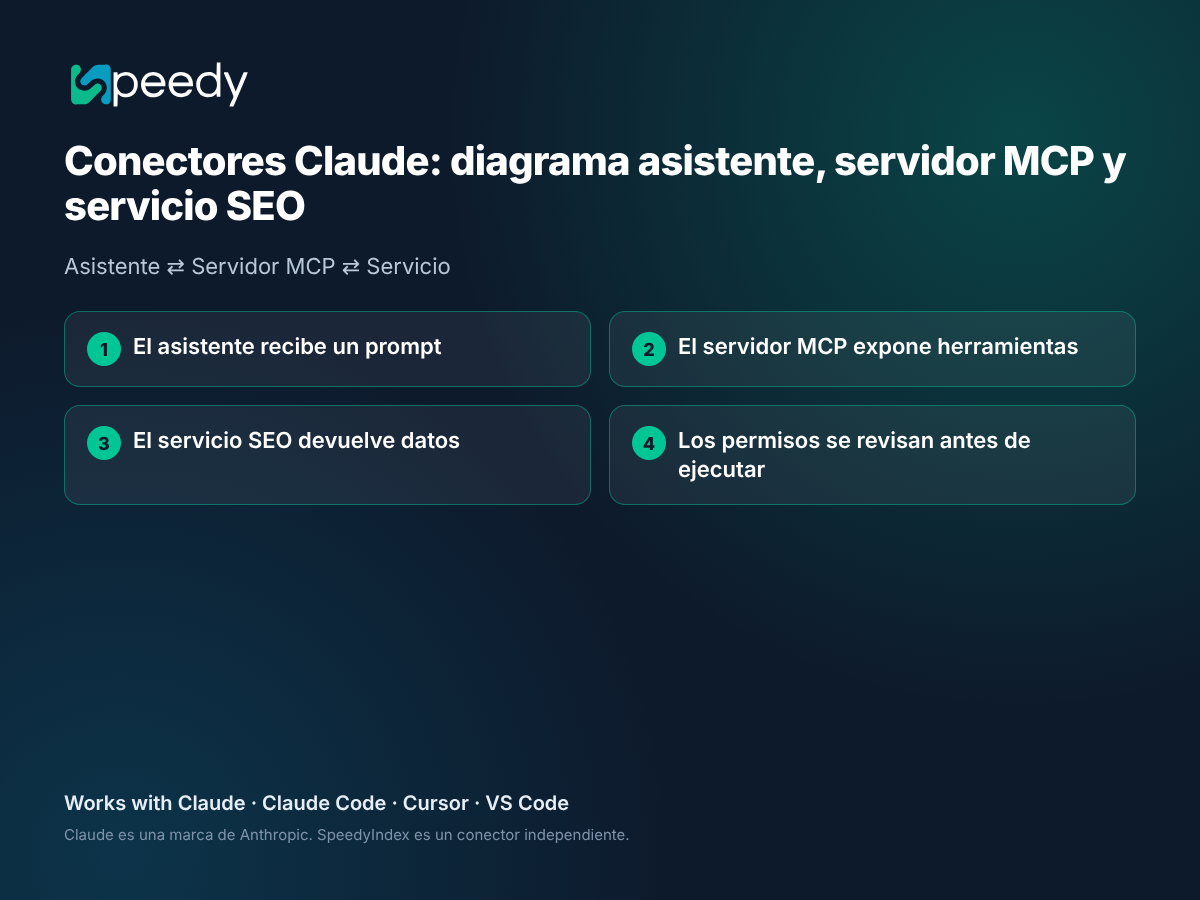 Speedy
Conectores Claude: diagrama asistente, servidor MCP y
servicio SEO
Asistente ⇄ Servidor MCP ⇄ Servicio
1 El asistente recibe un prompt
2 El servidor MCP expone herramientas
3 El servicio SEO devuelve datos
4 Los permisos se revisan antes de
ejecutar
Works with Claude · Claude Code · Cursor · VS Code
Claude es una marca de Anthropic. SpeedyIndex es un conector independiente.